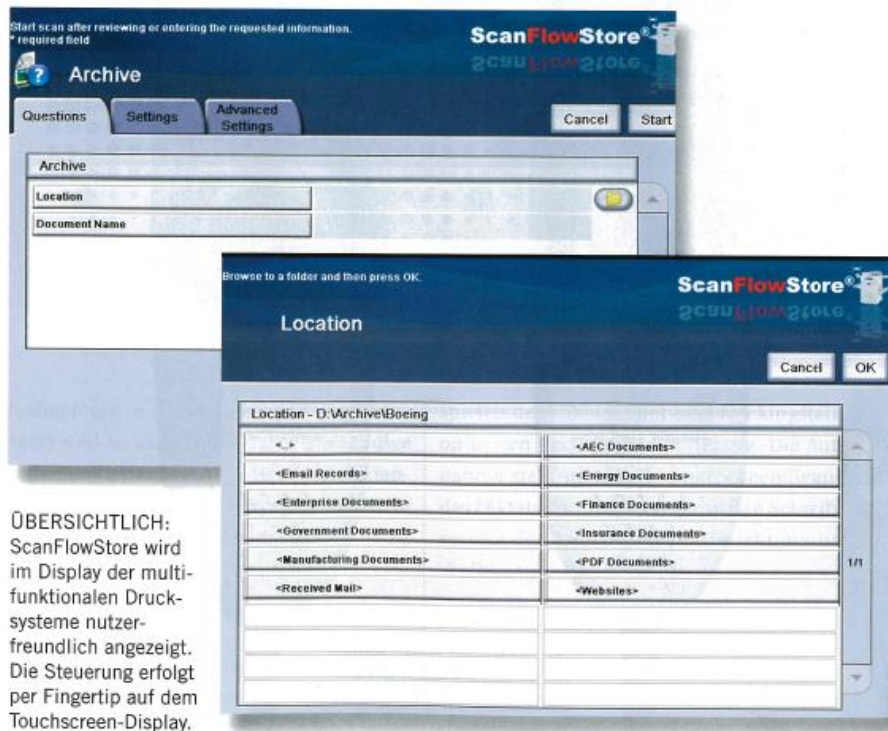 Start scan after reviewing or entering the requested information.
* required field
ScanFlowStore®
Archive
Questions
Settings
Advanced
Settings
Cancel
Start
Archive
Location
Document Name
Browse to a folder and then press OK.
ScanFlowStore®
Location
Cancel
OK
Location - D:\Archive\Boeing
<..>
<AEC Documents>
<Email Records>
<Energy Documents>
<Enterprise Documents>
<Finance Documents>
<Government Documents>
<Insurance Documents>
<Manufacturing Documents>
<PDF Documents>
<Received Mail>
<Websites>
1/1
ÜBERSICHTLICH:
ScanFlowStore wird
im Display der multi-
funktionalen Druck-
systeme nutzer-
freundlich angezeigt.
Die Steuerung erfolgt
per Fingertip auf dem
Touchscreen-Display.